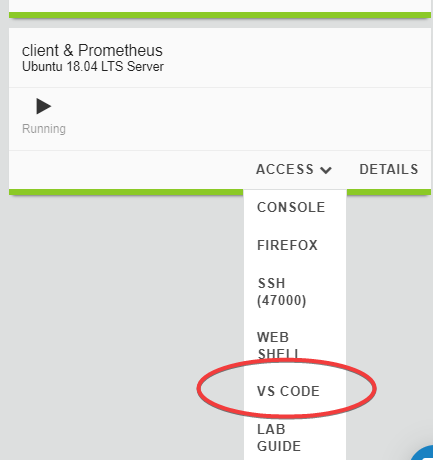 client & Prometheus
Ubuntu 18.04 LTS Server
Running
ACCESS DETAILS
CONSOLE
FIREFOX
SSH
(47000)
WEB
SHELL
VS CODE
LAB
GUIDE